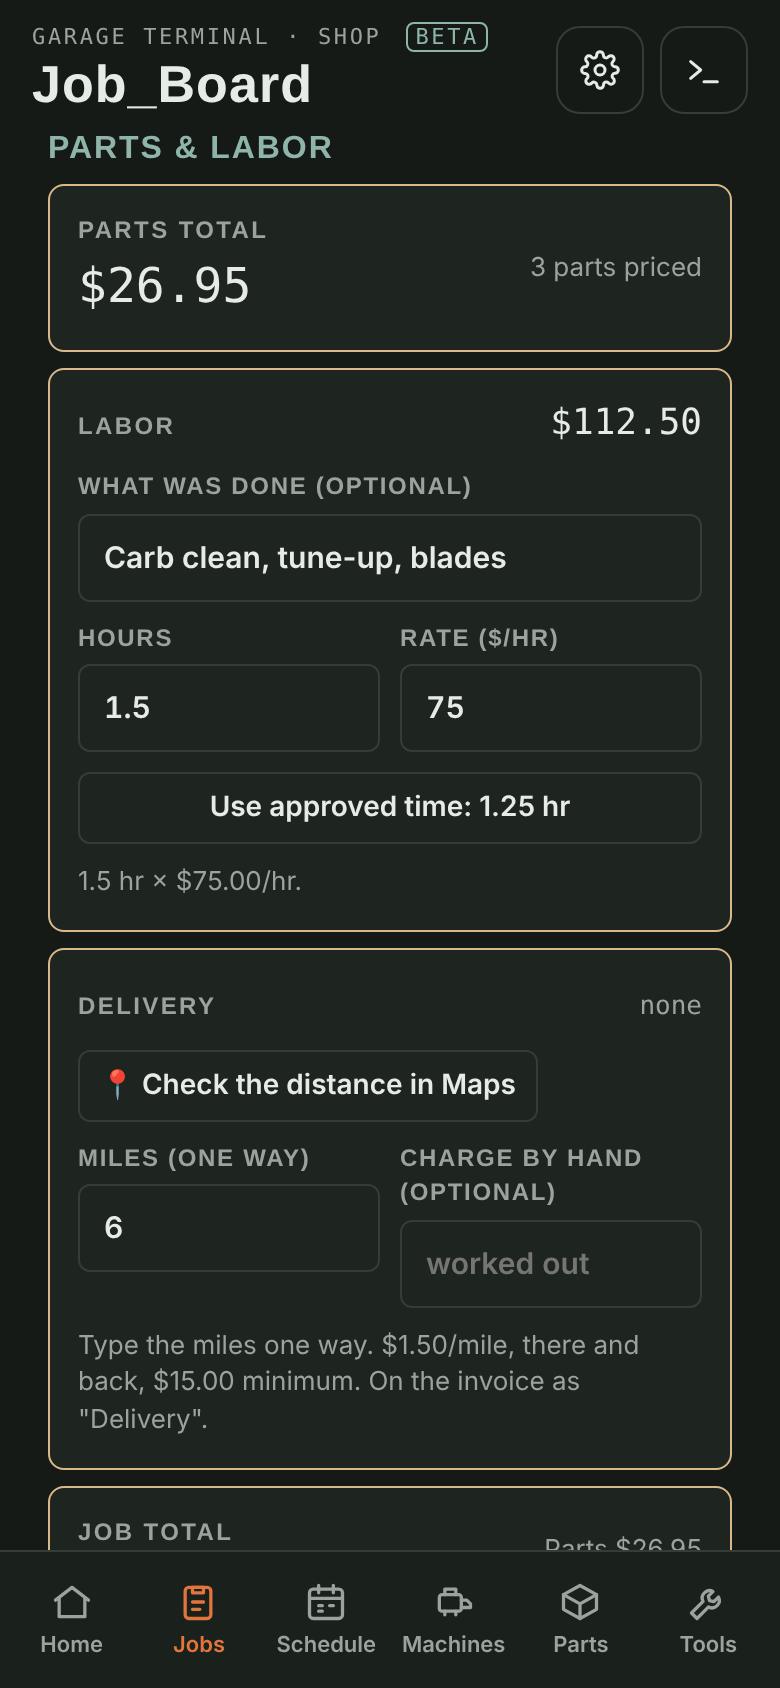 GARAGE TERMINAL · SHOP BETA
Job_Board
PARTS & LABOR
PARTS TOTAL
$26.95
3 parts priced
LABOR
$112.50
WHAT WAS DONE (OPTIONAL)
Carb clean, tune-up, blades
HOURS
RATE ($/HR)
1.5
75
Use approved time: 1.25 hr
1.5 hr × $75.00/hr.
DELIVERY
none
📍 Check the distance in Maps
MILES (ONE WAY)
CHARGE BY HAND
(OPTIONAL)
6
worked out
Type the miles one way. $1.50/mile, there and
back, $15.00 minimum. On the invoice as
"Delivery".
JOB TOTAL
Parts $26.95
Home
Jobs
Schedule
Machines
Parts
Tools